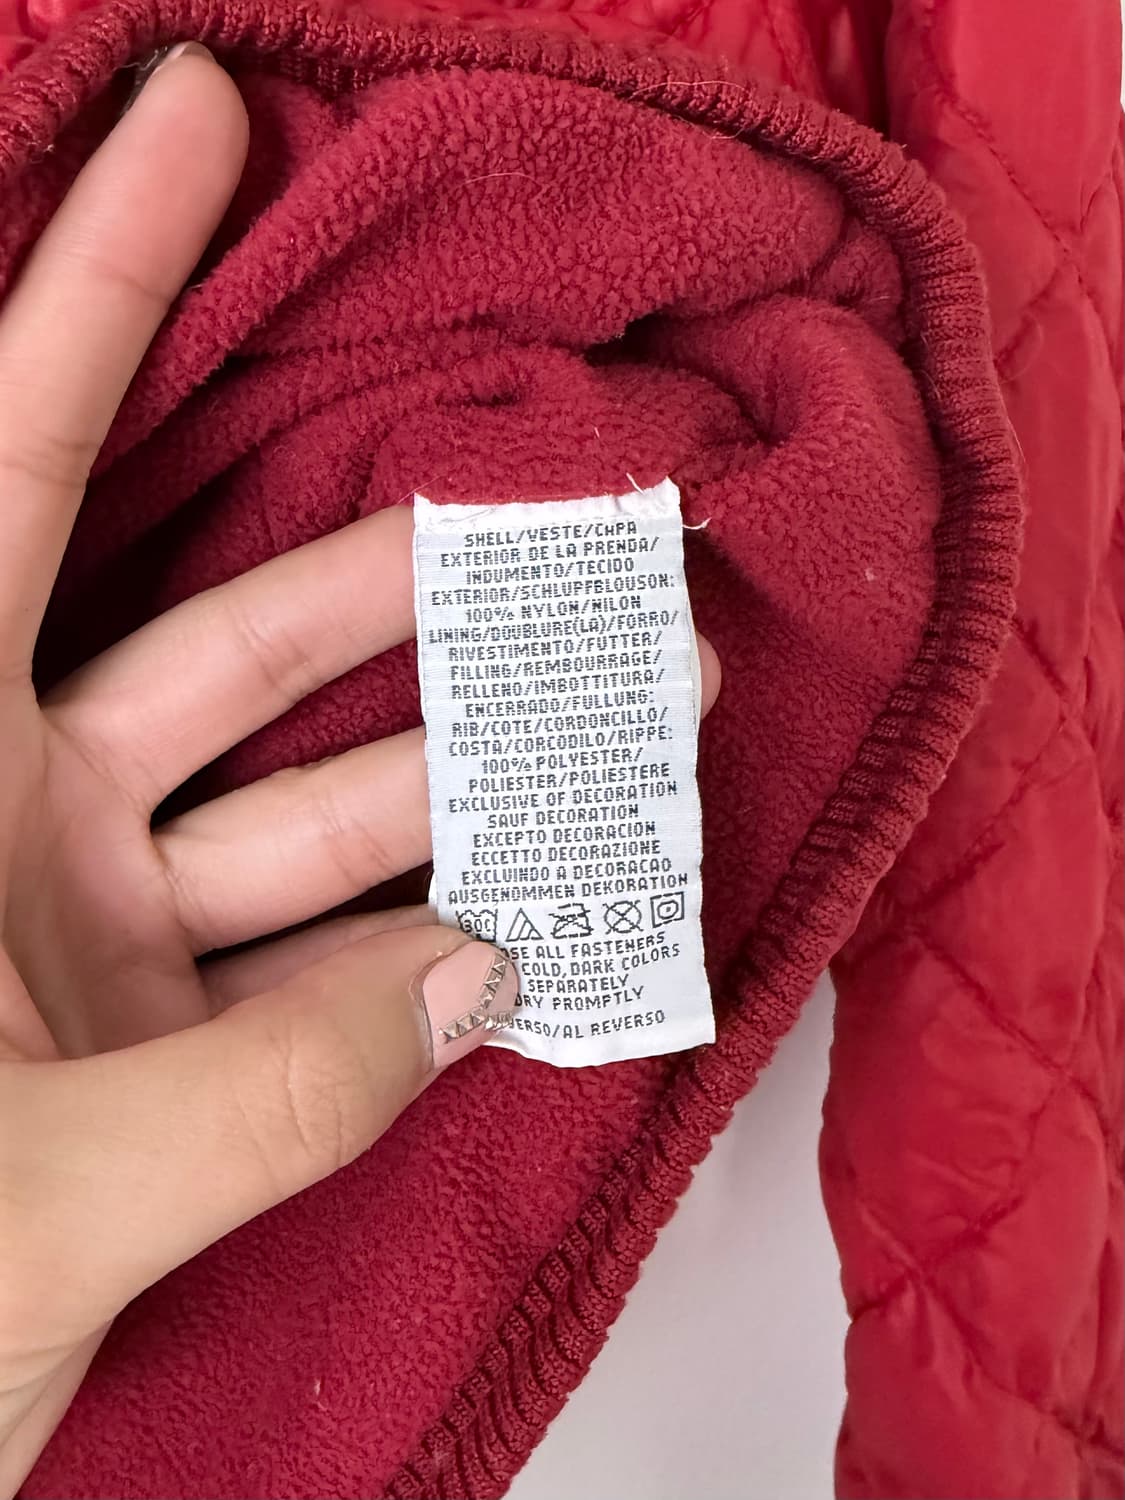 SHELL/VESTE/CAPA
EXTERIOR DE LA PRENDA/
INDUMENTO/TECIDO
EXTERIOR/SCHLUPFBLOUSON:
100% NYLON/NILON
LINING/DOUBLURE(LA)/FORRO/
RIVESTIMENTO/FUTTER/
FILLING/REMBOURRAGE/
RELLENO/IMBOTTITURA/
ENCERRADO/FULLUNG:
RIB/COTE/CORDONCILLO/
COSTA/CORCODILO/RIPPE:
100% POLYESTER/
POLIESTER/POLIESTERE
EXCLUSIVE OF DECORATION
SAUF DECORATION
EXCEPTO DECORACION
ECCETTO DECORAZIONE
EXCLUINDO A DECORACAO
AUSGENOMMEN DEKORATION
30C
ALL FASTENERS
COLD, DARK COLORS
SEPARATELY
DRY PROMPTLY
/AL REVERSO